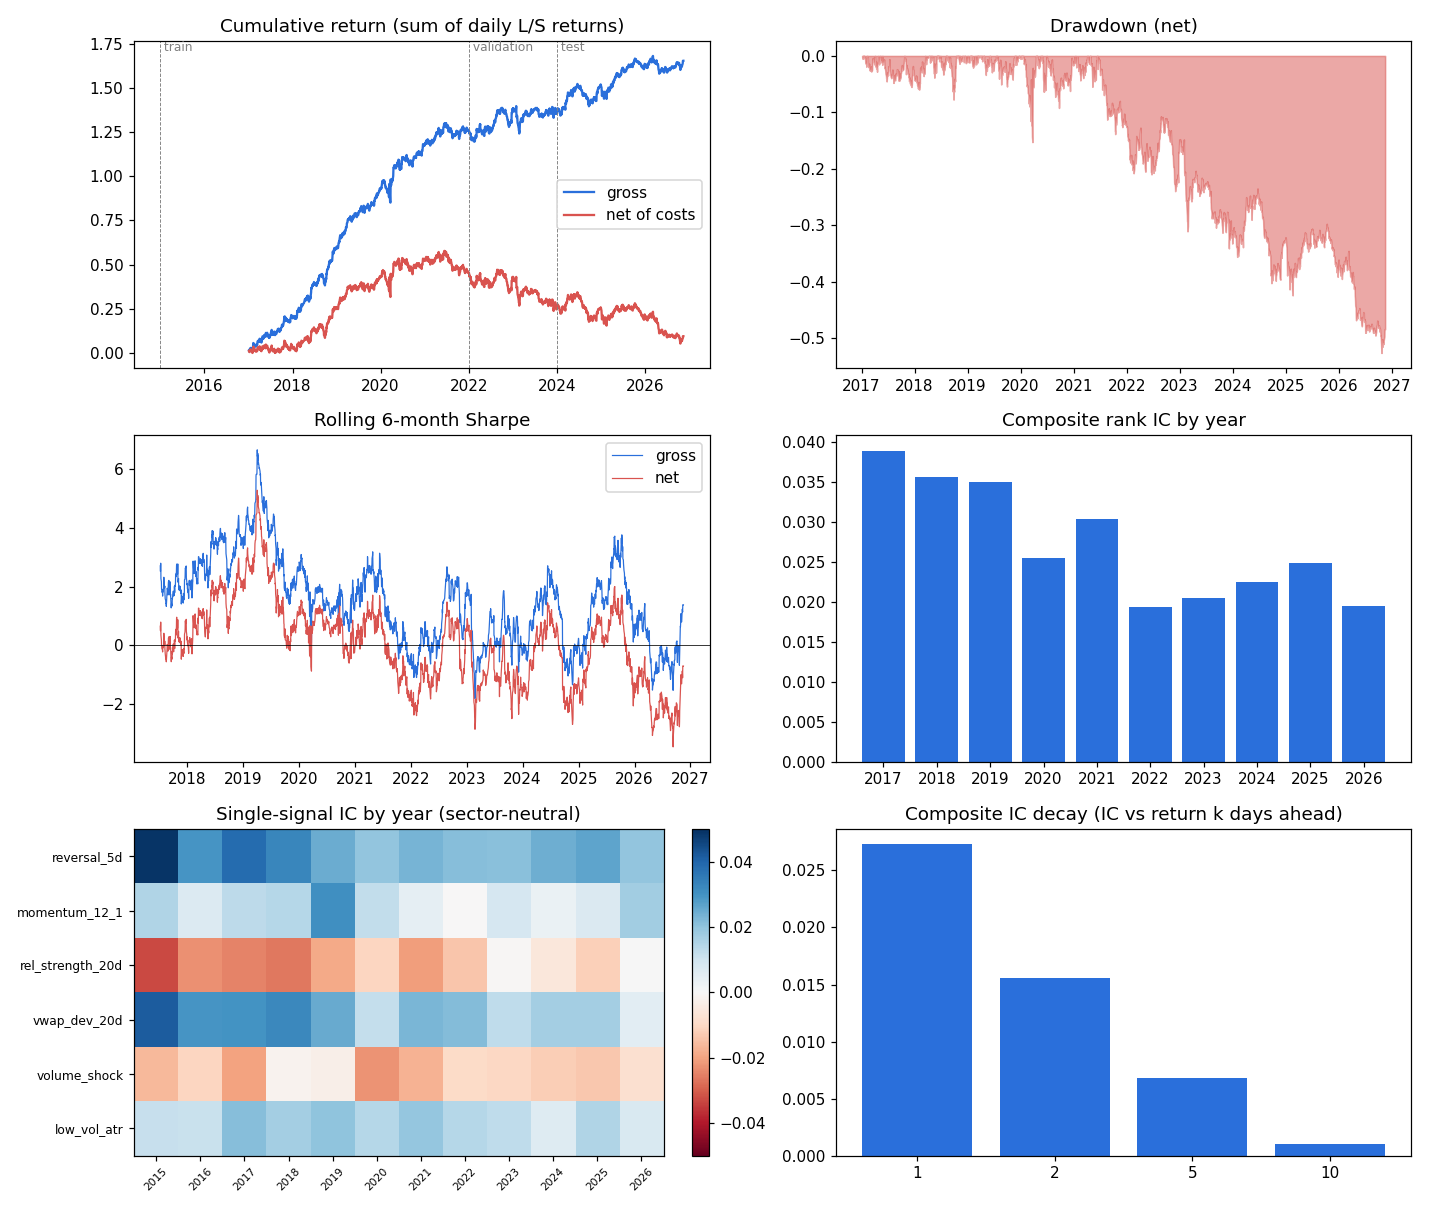 Cumulative return (sum of daily L/S returns)
train
validation
test
1.75
1.50
1.25
1.00
0.75
0.50
0.25
0.00
gross
net of costs
2016 2018 2020 2022 2024 2026
Drawdown (net)
0.0
−0.1
−0.2
−0.3
−0.4
−0.5
2017 2018 2019 2020 2021 2022 2023 2024 2025 2026 2027
Rolling 6-month Sharpe
gross
net
6
4
2
0
−2
2018 2019 2020 2021 2022 2023 2024 2025 2026 2027
Composite rank IC by year
0.040
0.035
0.030
0.025
0.020
0.015
0.010
0.005
0.000
2017 2018 2019 2020 2021 2022 2023 2024 2025 2026
Single-signal IC by year (sector-neutral)
reversal_5d
momentum_12_1
rel_strength_20d
vwap_dev_20d
volume_shock
low_vol_atr
2015 2016 2017 2018 2019 2020 2021 2022 2023 2024 2025 2026
0.04
0.02
0.00
−0.02
−0.04
Composite IC decay (IC vs return k days ahead)
0.025
0.020
0.015
0.010
0.005
0.000
1 2 5 10